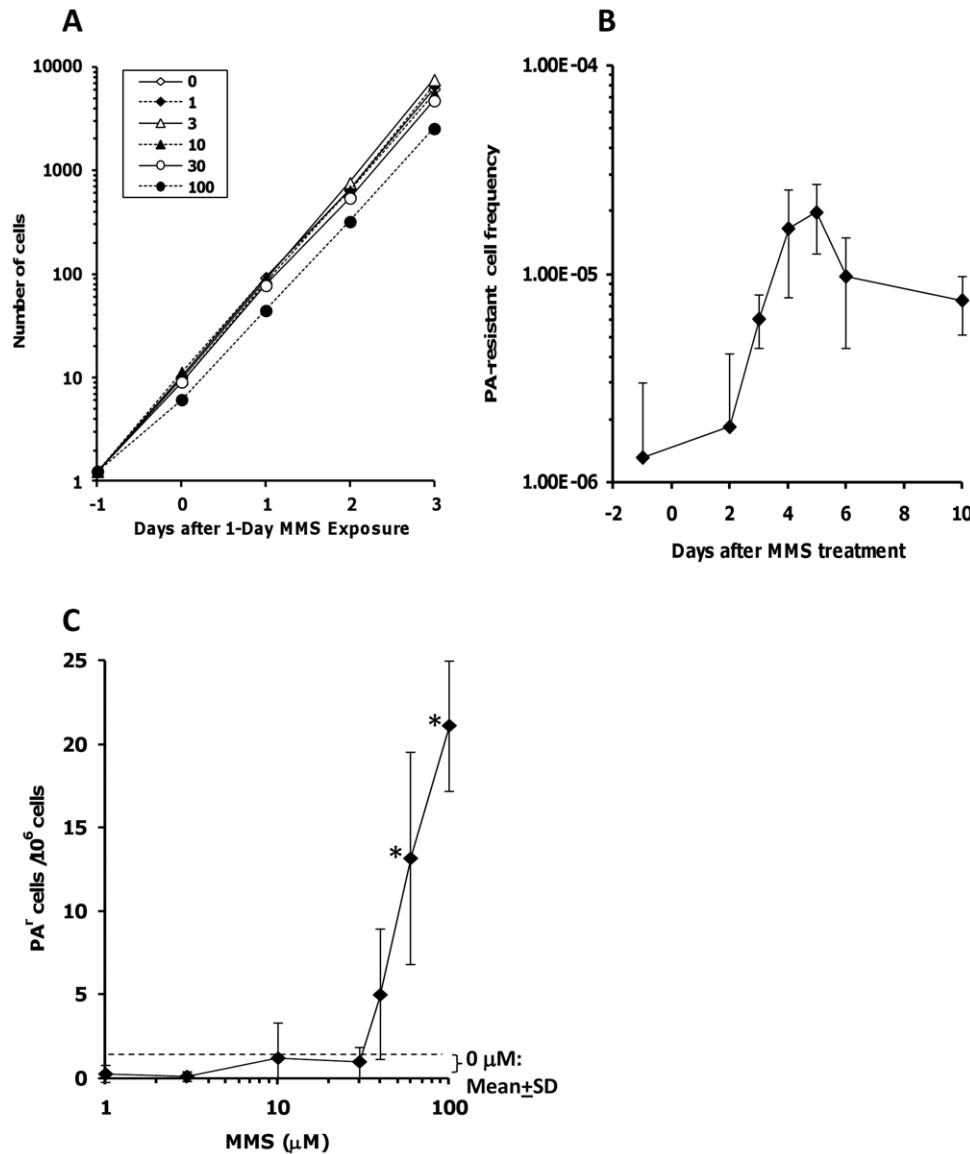 A
10000
1000
100
10
1
-1
0
1
2
3
0
1
3
10
30
100
Number of cells
Days after 1-Day MMS Exposure
B
1.00E-04
1.00E-05
1.00E-06
-2
0
2
4
6
8
10
PA-resistant cell frequency
Days after MMS treatment
C
25
20
15
10
5
0
1
10
100
*
*
PAʳ cells /10⁶ cells
MMS (μM)
0 μM:
Mean±SD